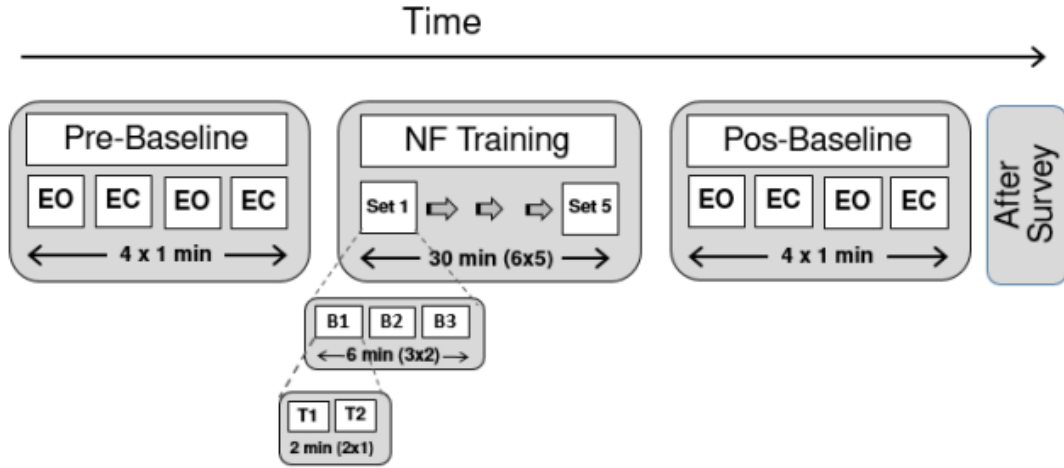 Time
Pre-Baseline
EO EC EO EC
4 x 1 min
NF Training
Set 1 Set 5
30 min (6x5)
B1 B2 B3
6 min (3x2)
T1 T2
2 min (2x1)
Pos-Baseline
EO EC EO EC
4 x 1 min
After
Survey